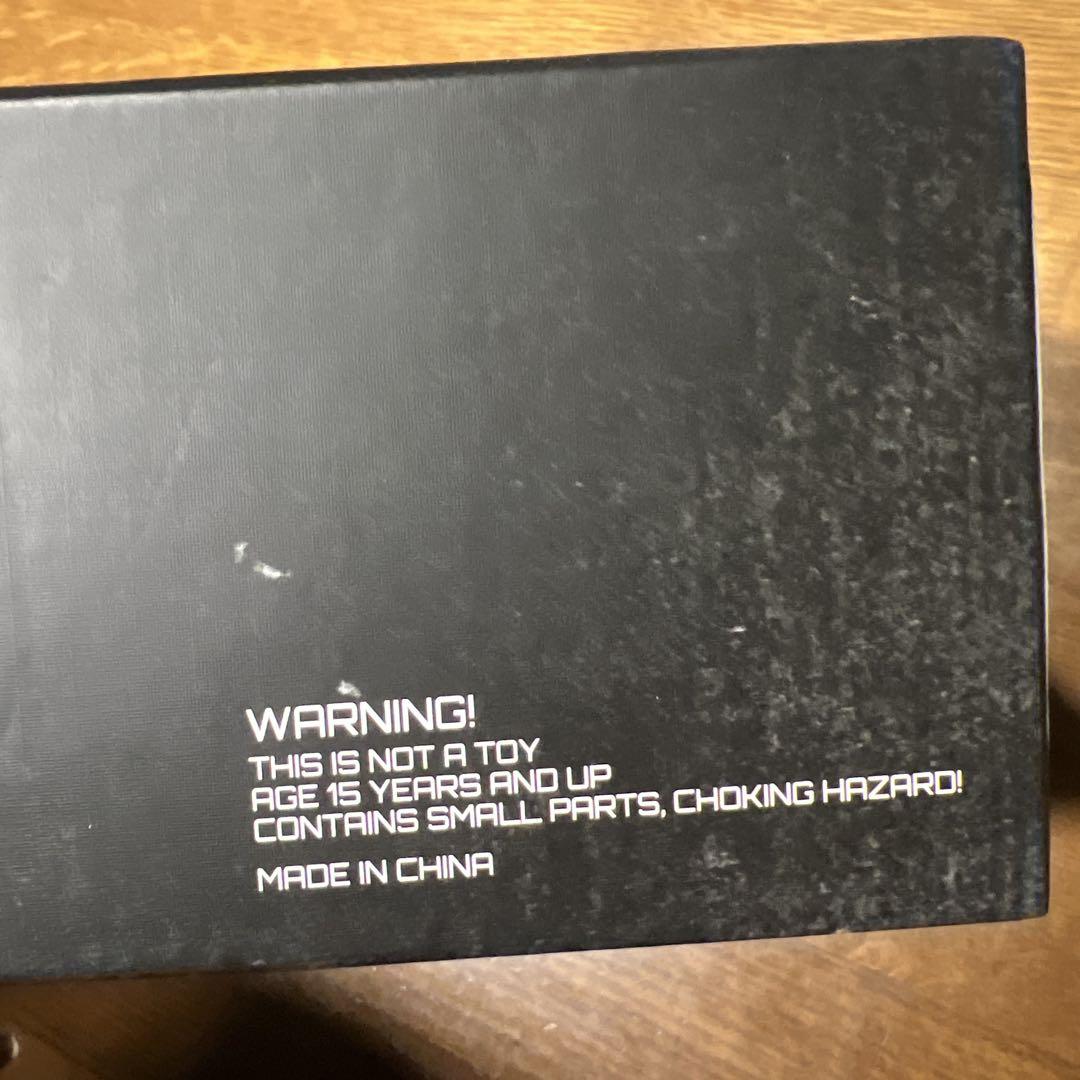 WARNING!
THIS IS NOT A TOY
AGE 15 YEARS AND UP
CONTAINS SMALL PARTS, CHOKING HAZARD!
MADE IN CHINA